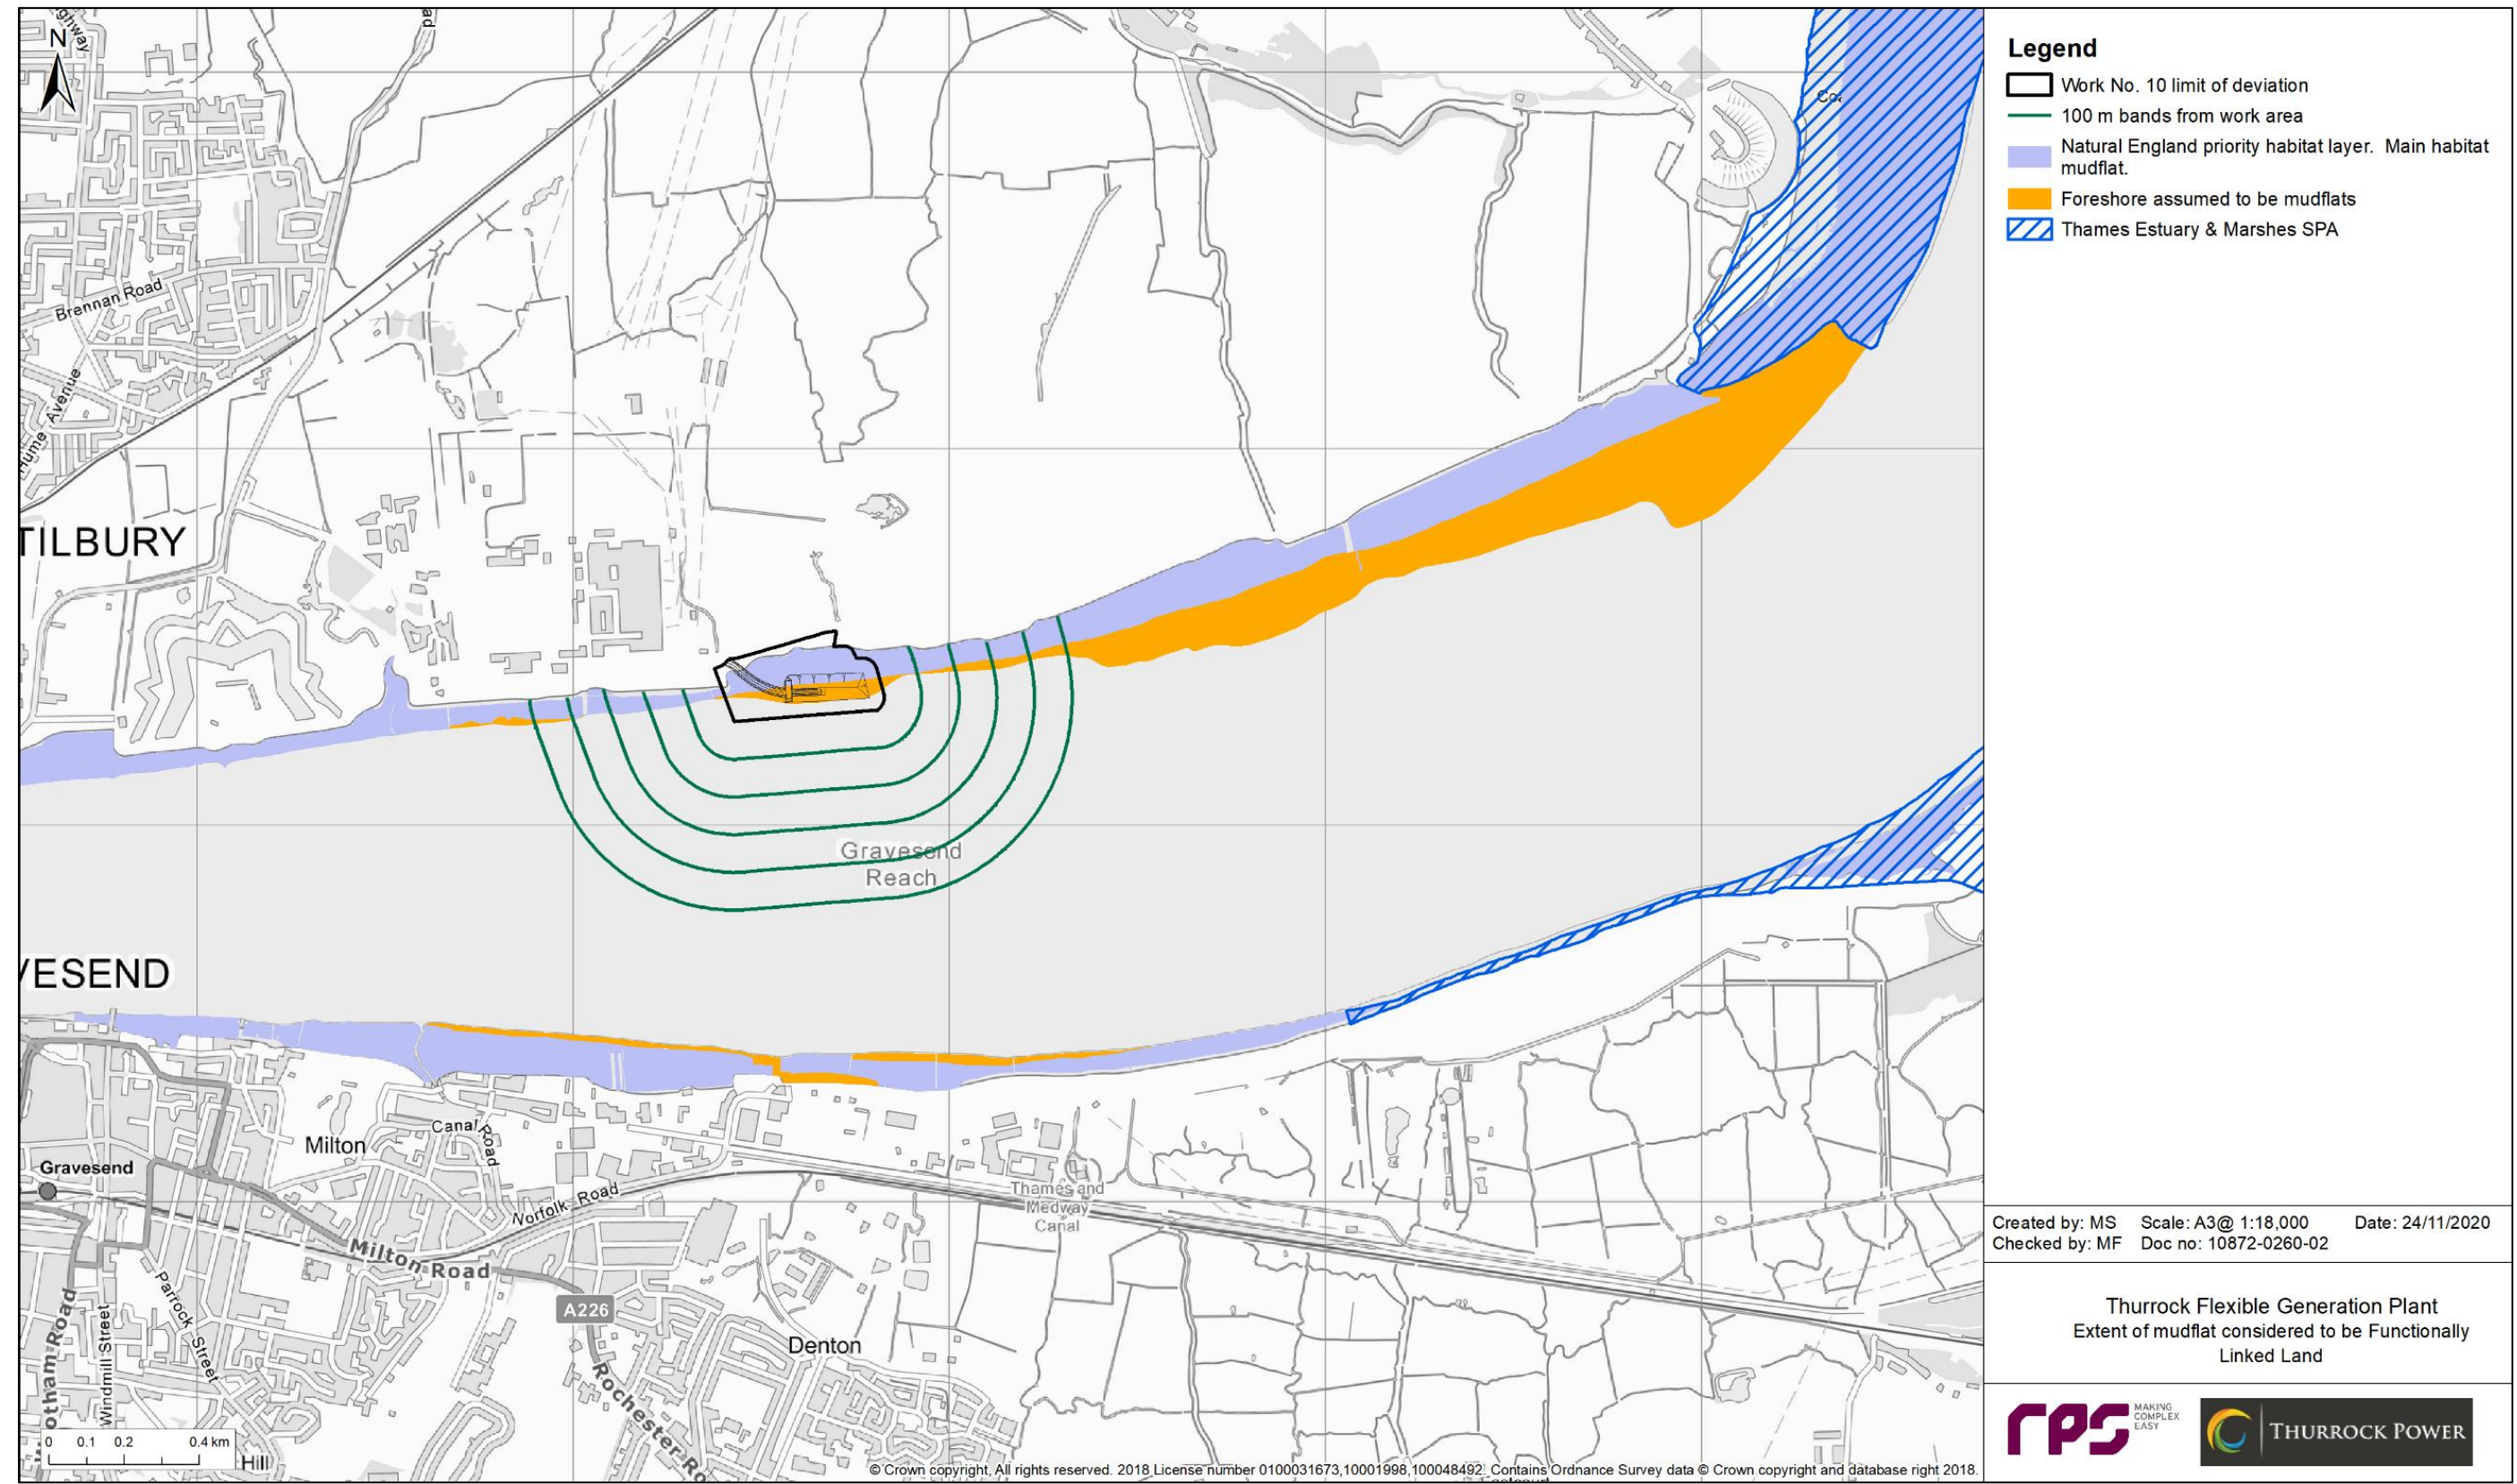 N
Brennan Road
Hume Avenue
TILBURY
Gravesend
Reach
VESEND
Milton
Canal Road
Gravesend
Norfolk Road
Milton Road
Thames and
Medway
Canal
A226
Parrock Street
Windmill Street
Denton
Hill
0 0.1 0.2 0.4 km
© Crown copyright, All rights reserved. 2018 License number 0100031673,10001998,100048492. Contains Ordnance Survey data © Crown copyright and database right 2018.
Legend
Work No. 10 limit of deviation
100 m bands from work area
Natural England priority habitat layer. Main habitat
mudflat.
Foreshore assumed to be mudflats
Thames Estuary & Marshes SPA
Created by: MS Scale: A3@ 1:18,000 Date: 24/11/2020
Checked by: MF Doc no: 10872-0260-02
Thurrock Flexible Generation Plant
Extent of mudflat considered to be Functionally
Linked Land
rps MAKING
COMPLEX
EASY
THURROCK POWER